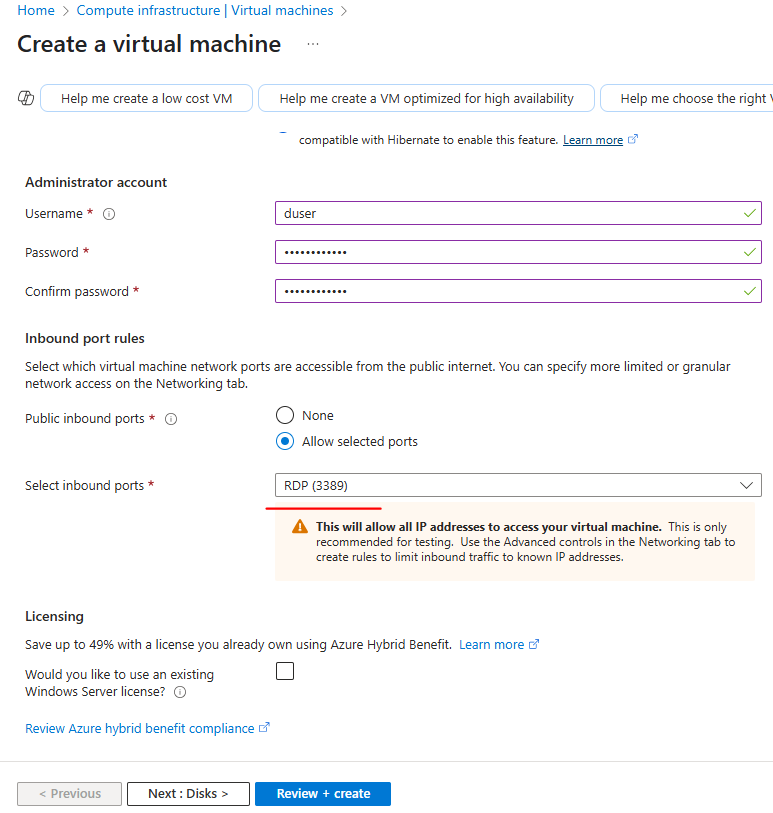 Home > Compute infrastructure | Virtual machines >
Create a virtual machine ...
Help me create a low cost VM
Help me create a VM optimized for high availability
Help me choose the right V
compatible with Hibernate to enable this feature. Learn more
Administrator account
Username *
duser
Password *
••••••••••••
Confirm password *
••••••••••••
Inbound port rules
Select which virtual machine network ports are accessible from the public internet. You can specify more limited or granular
network access on the Networking tab.
Public inbound ports *
None
Allow selected ports
Select inbound ports *
RDP (3389)
This will allow all IP addresses to access your virtual machine. This is only
recommended for testing. Use the Advanced controls in the Networking tab to
create rules to limit inbound traffic to known IP addresses.
Licensing
Save up to 49% with a license you already own using Azure Hybrid Benefit. Learn more
Would you like to use an existing
Windows Server license?
Review Azure hybrid benefit compliance
< Previous
Next : Disks >
Review + create